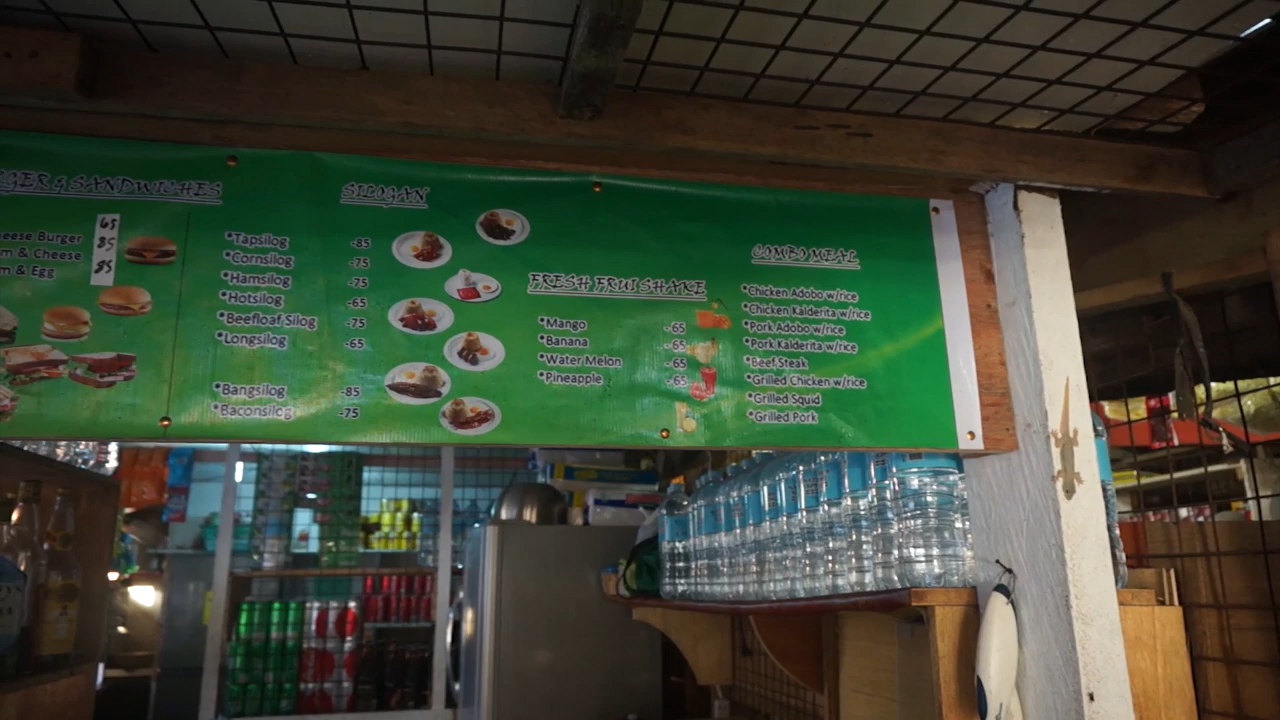 & SANDWICHES
eese Burger 65
m & Cheese 85
m & Egg 85
SILOGAN
*Tapsilog -85
*Cornsilog -75
*Hamsilog -75
*Hotsilog -65
*Beefloaf Silog -75
*Longsilog -65
*Bangsilog -85
*Baconsilog -75
FRESH FRUI SHAKE
*Mango -65
*Banana -65
*Water Melon -65
*Pineapple -65
COMBO MEAL
*Chicken Adobo w/rice
*Chicken Kalderita w/rice
*Pork Adobo w/rice
*Pork Kalderita w/rice
*Beef Steak
*Grilled Chicken w/rice
*Grilled Squid
*Grilled Pork